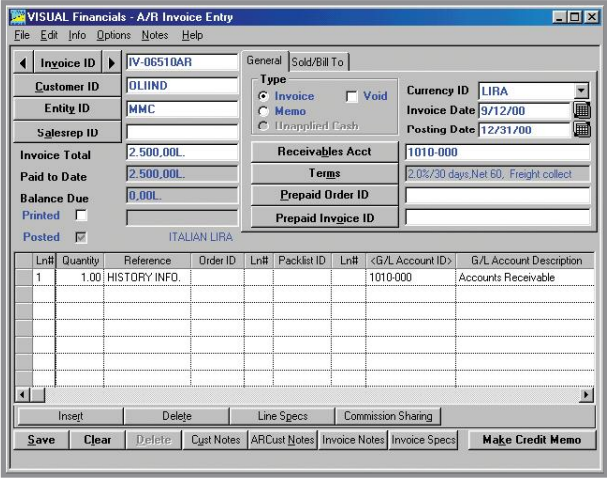 VISUAL Financials - A/R Invoice Entry
File Edit Info Options Notes Help
Invoice ID IV-06510AR
Customer ID OLIIND
Entity ID MMC
Salesrep ID
Invoice Total 2.500,00L.
Paid to Date 2.500,00L.
Balance Due 0,00L.
Printed
Posted ITALIAN LIRA
General Sold/Bill To
Type
Invoice Void
Memo
Unapplied Cash
Currency ID LIRA
Invoice Date 9/12/00
Posting Date 12/31/00
Receivables Acct 1010-000
Terms 2.0%/30 days,Net 60, Freight collect
Prepaid Order ID
Prepaid Invoice ID
Ln# Quantity Reference Order ID Ln# Packlist ID Ln# <G/L Account ID> G/L Account Description
1 1.00 HISTORY INFO. 1010-000 Accounts Receivable
Insert Delete Line Specs Commission Sharing
Save Clear Delete Cust Notes ARCust Notes Invoice Notes Invoice Specs Make Credit Memo